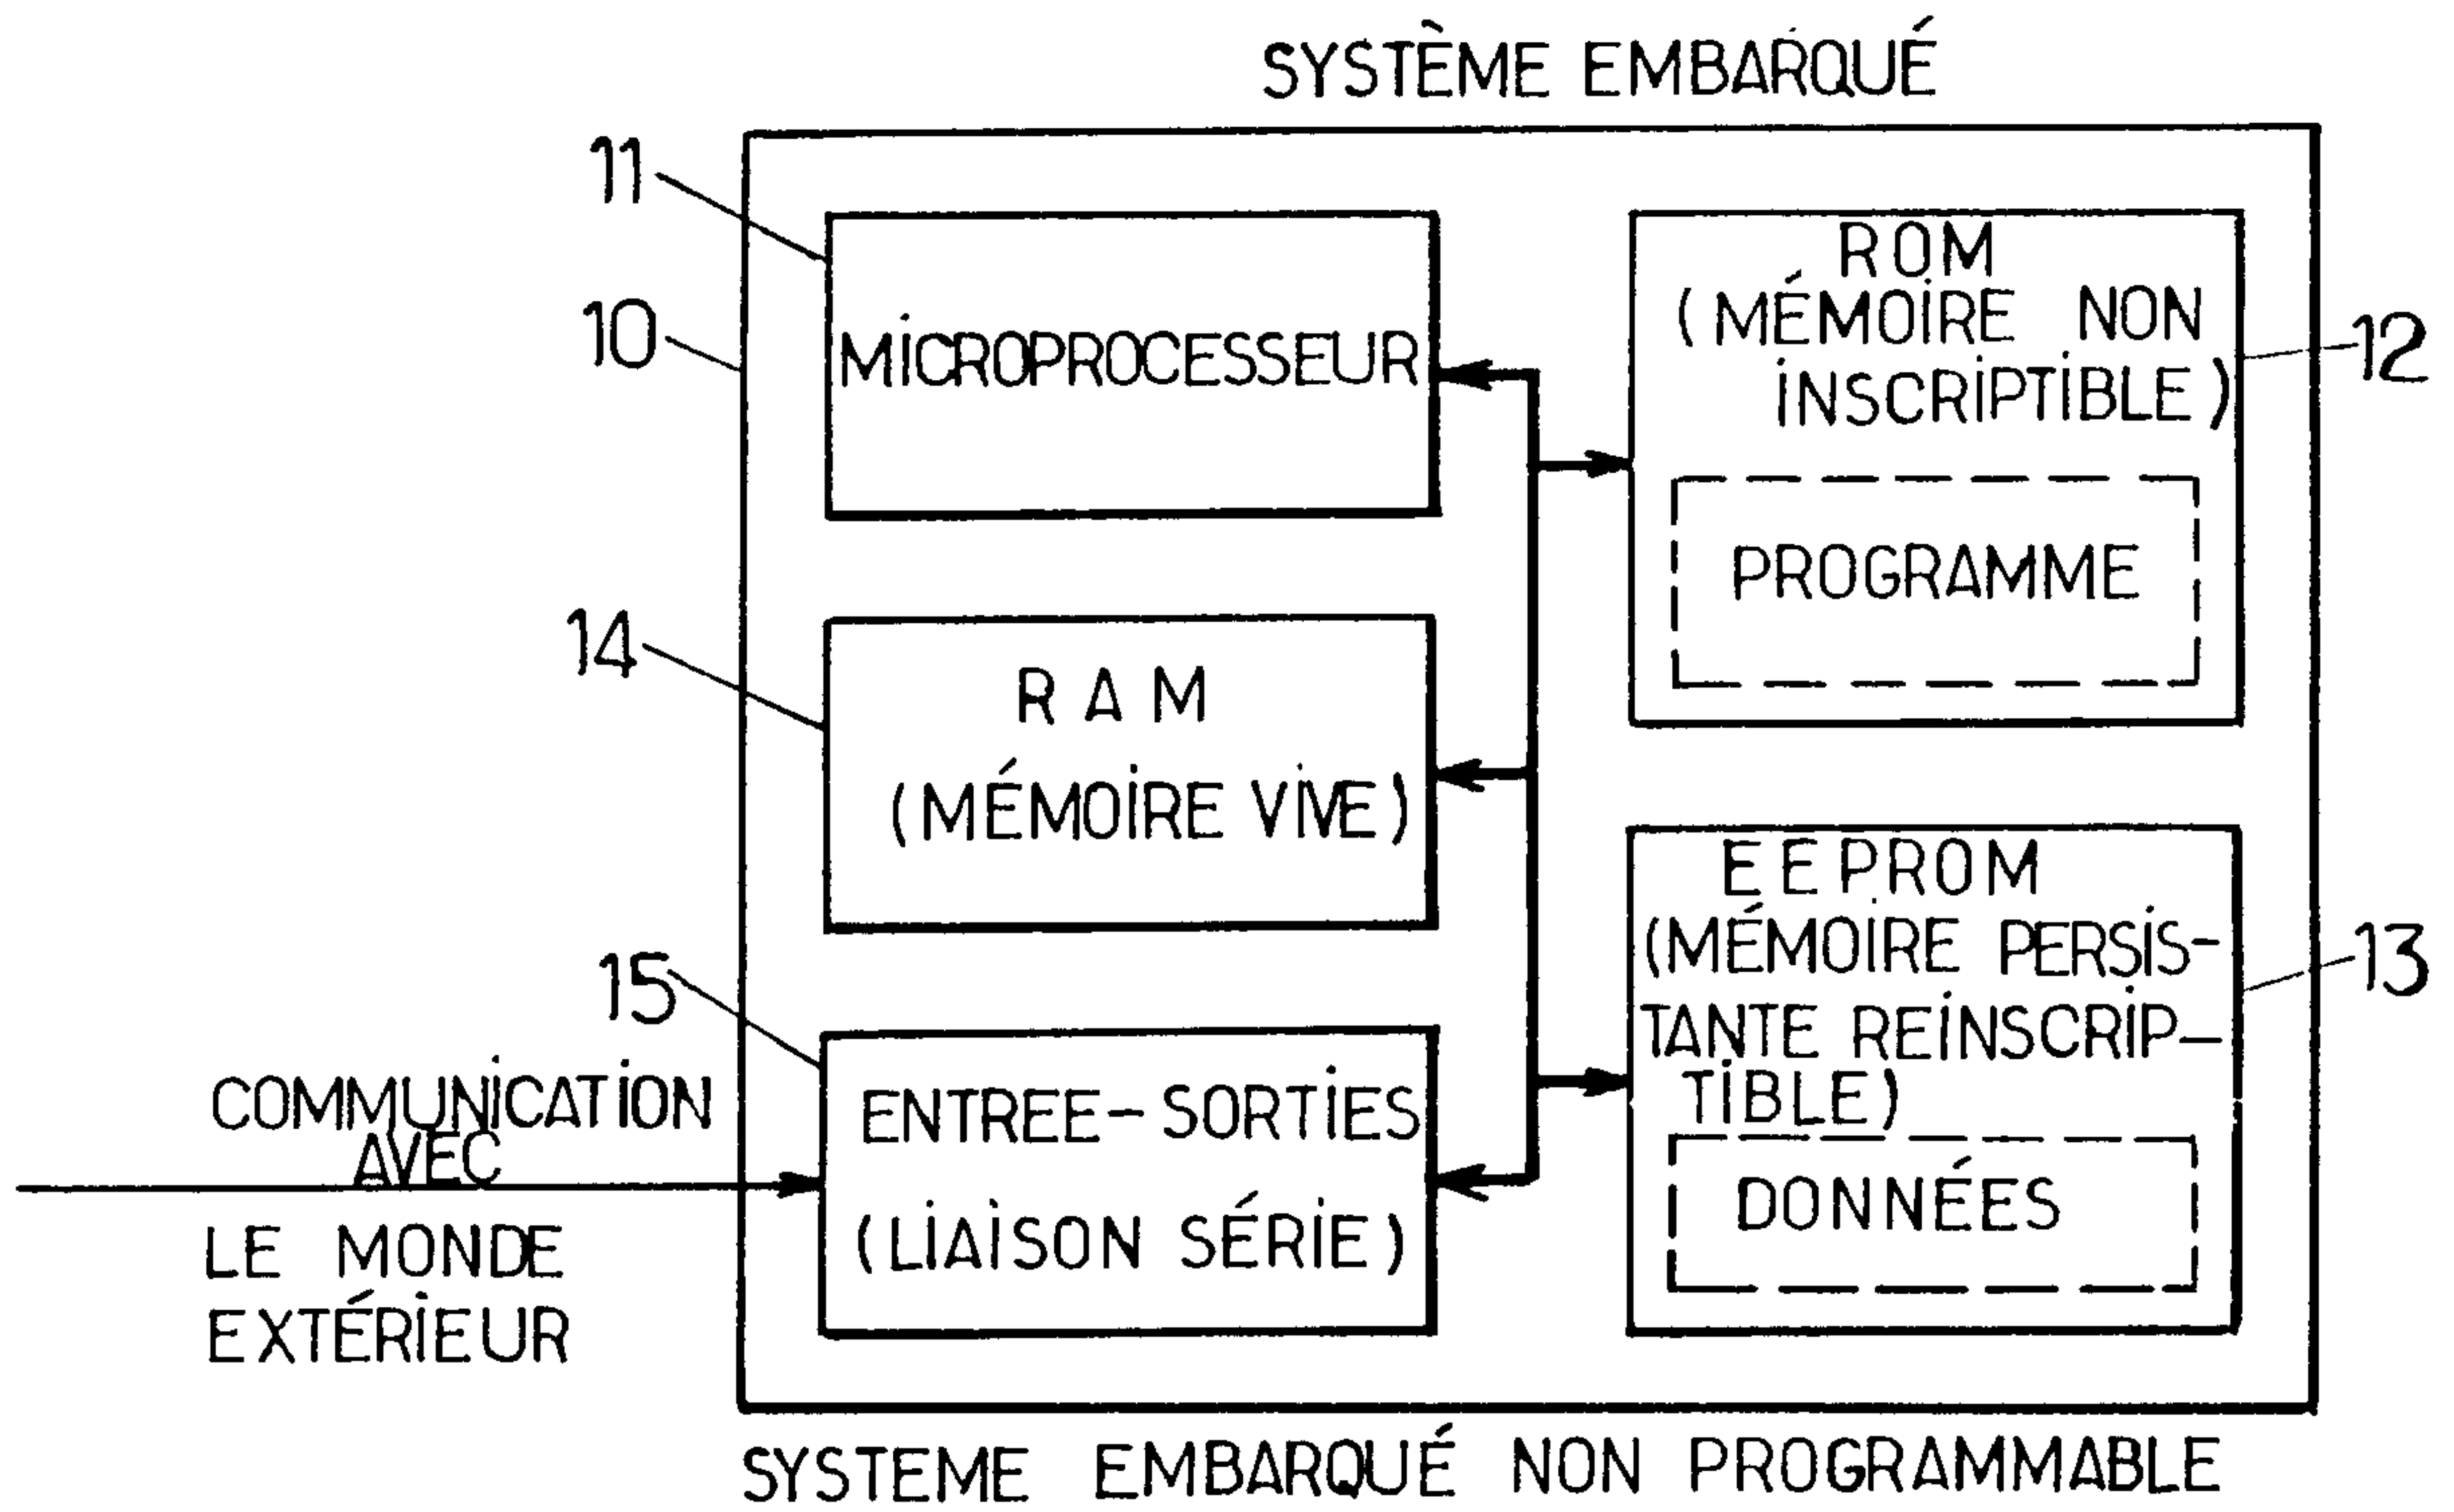 SYSTÈME EMBARQUÉ
11
10
MICROPROCESSEUR
ROM
(MÉMOIRE NON
INSCRIPTIBLE)
12
PROGRAMME
14
RAM
(MÉMOIRE VIVE)
EEPROM
(MÉMOIRE PERSIS-
TANTE REINSCRIP-
TIBLE)
13
DONNÉES
15
ENTREE-SORTIES
(LIAISON SÉRIE)
COMMUNICATION
AVEC
LE MONDE
EXTÉRIEUR
SYSTEME EMBARQUÉ NON PROGRAMMABLE